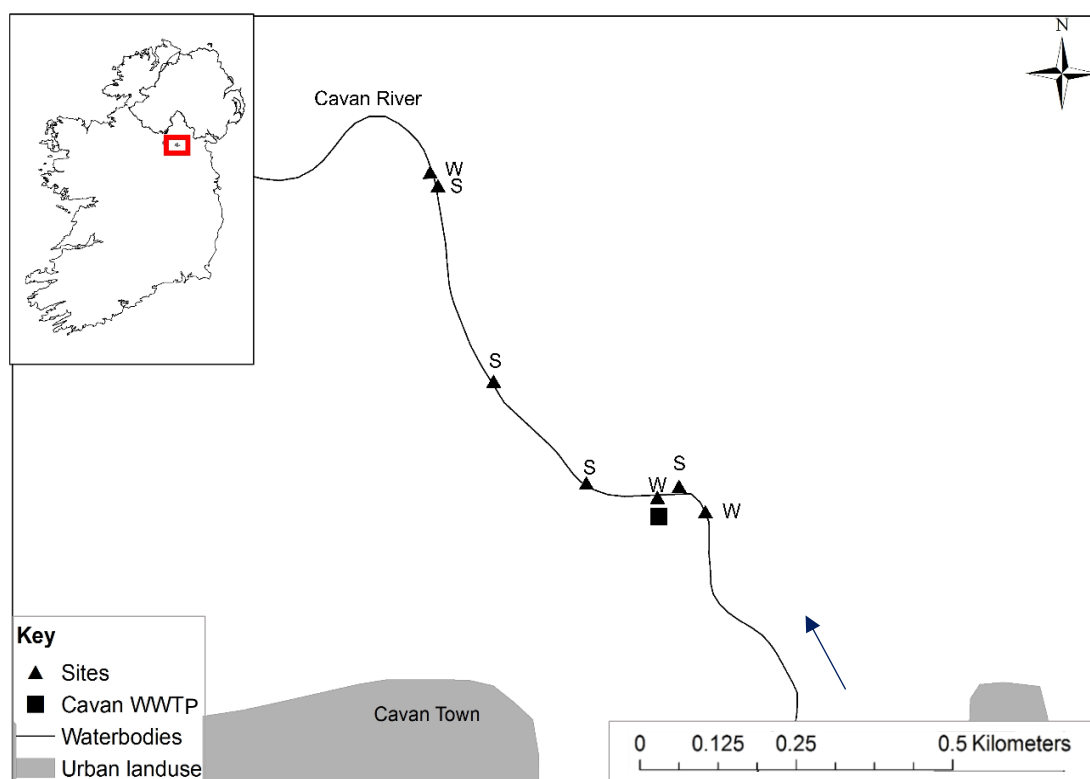 N
Cavan River
W
S
S
S
S
W
W
Key
Sites
Cavan WWTP
Waterbodies
Urban landuse
Cavan Town
0 0.125 0.25 0.5 Kilometers